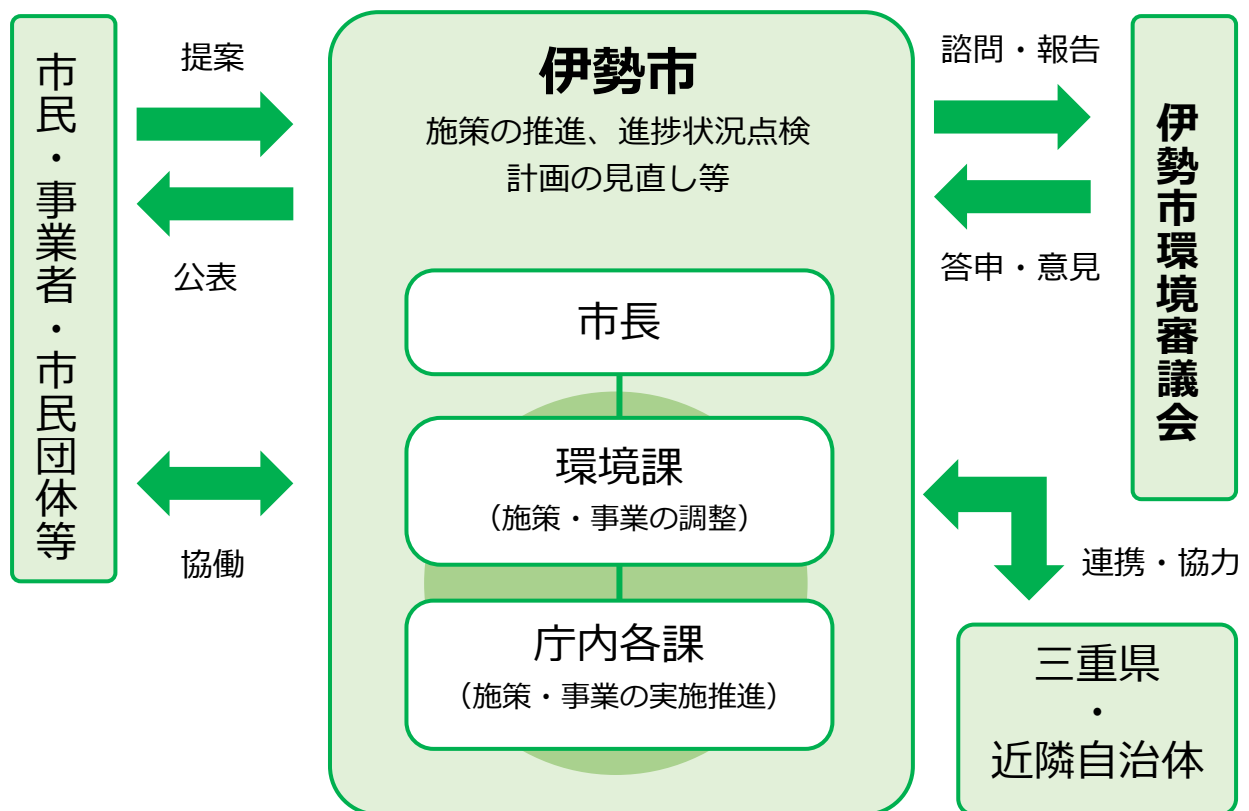 市民・事業者・市民団体等
提案
公表
協働
伊勢市
施策の推進、進捗状況点検
計画の見直し等
市長
環境課
（施策・事業の調整）
庁内各課
（施策・事業の実施推進）
諮問・報告
答申・意見
伊勢市環境審議会
連携・協力
三重県
・
近隣自治体